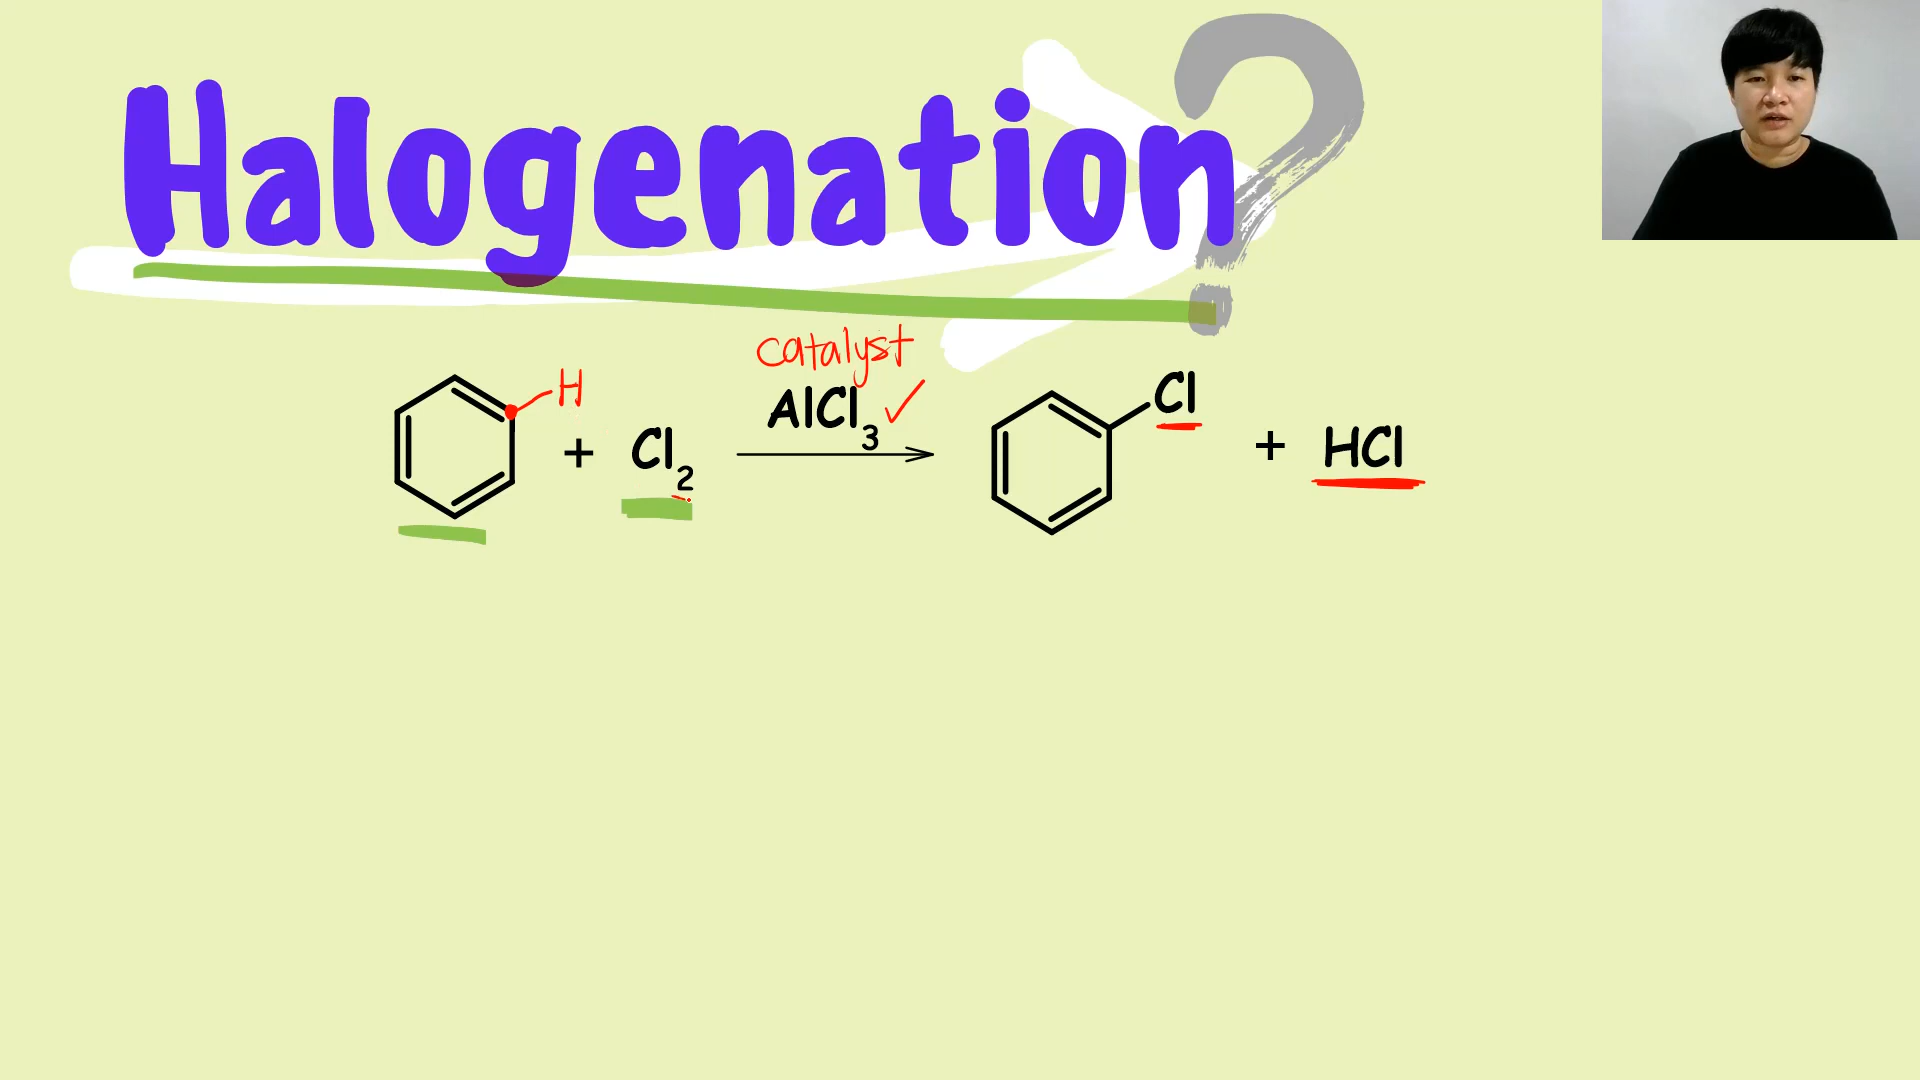 Halogenation?
catalyst
H
AlCl3 ✓
Cl
+ Cl2
+ HCl